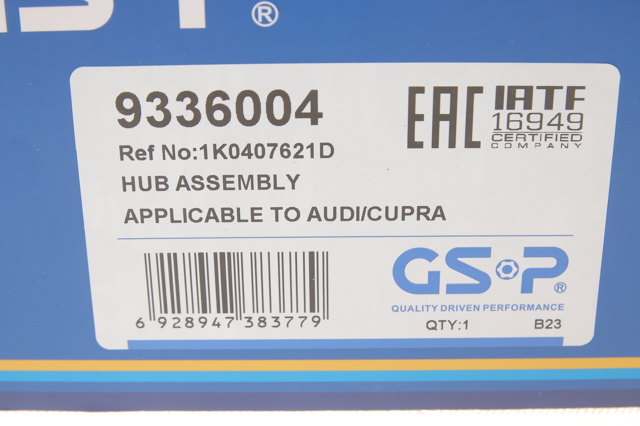 ST ®
9336004
EAC
IATF
16949
CERTIFIED
COMPANY
Ref No:1K0407621D
HUB ASSEMBLY
APPLICABLE TO AUDI/CUPRA
GSP®
QUALITY DRIVEN PERFORMANCE
6 928947 383779
QTY:1 B23